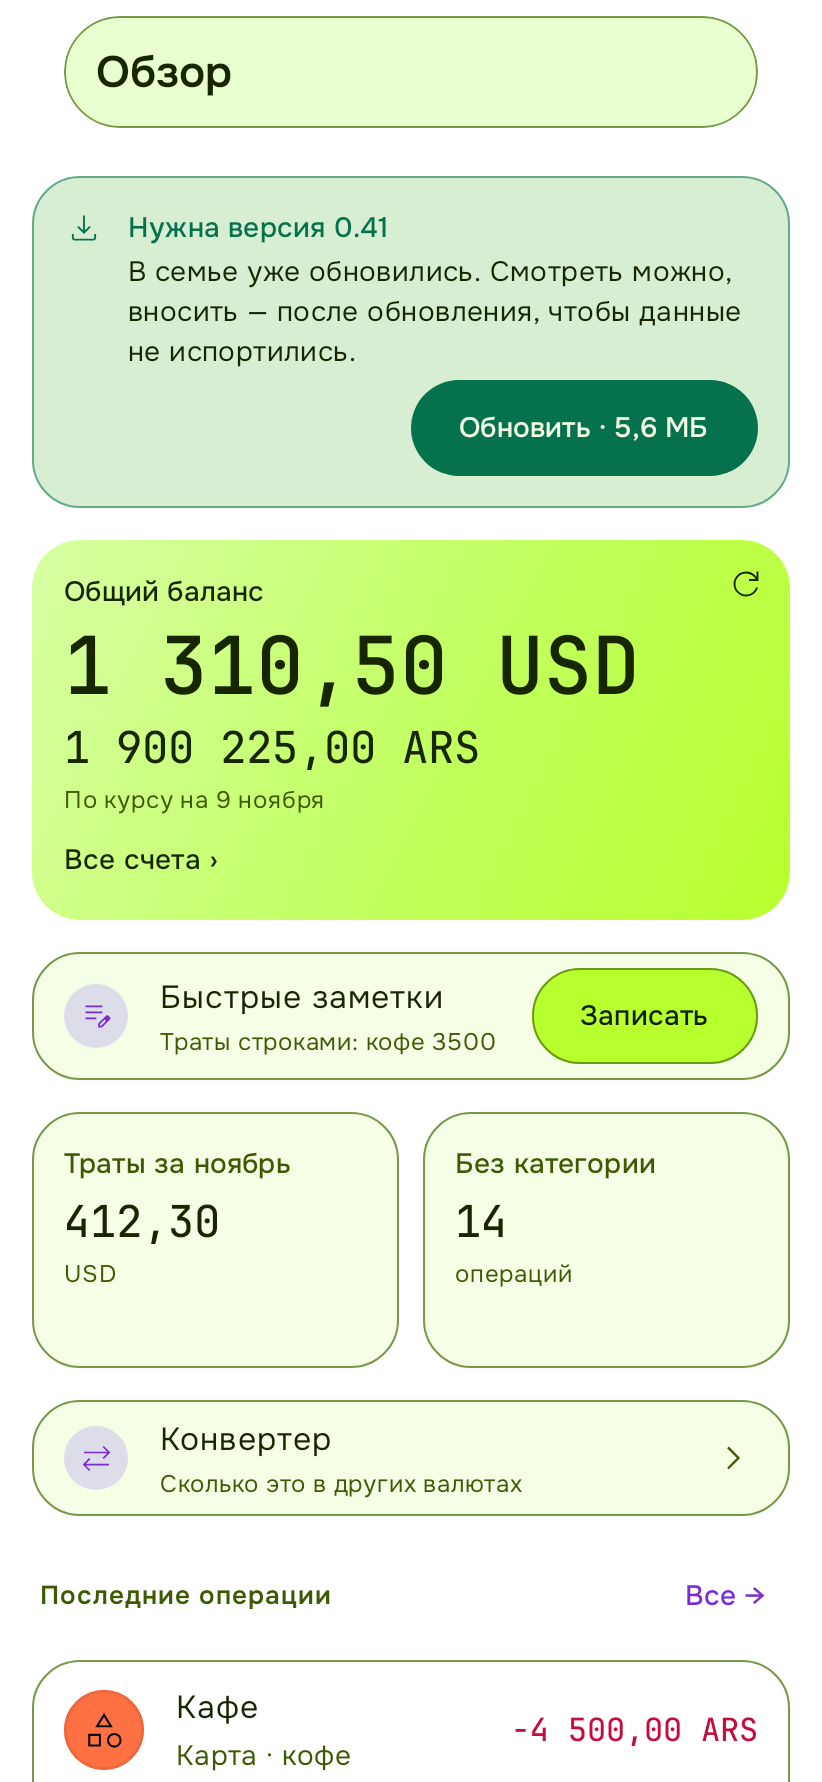 Обзор
Нужна версия 0.41
В семье уже обновились. Смотреть можно,
вносить — после обновления, чтобы данные
не испортились.
Обновить · 5,6 МБ
Общий баланс
1 310,50 USD
1 900 225,00 ARS
По курсу на 9 ноября
Все счета ›
Быстрые заметки
Траты строками: кофе 3500
Записать
Траты за ноябрь
412,30
USD
Без категории
14
операций
Конвертер
Сколько это в других валютах
Последние операции
Все →
Кафе
Карта · кофе
-4 500,00 ARS